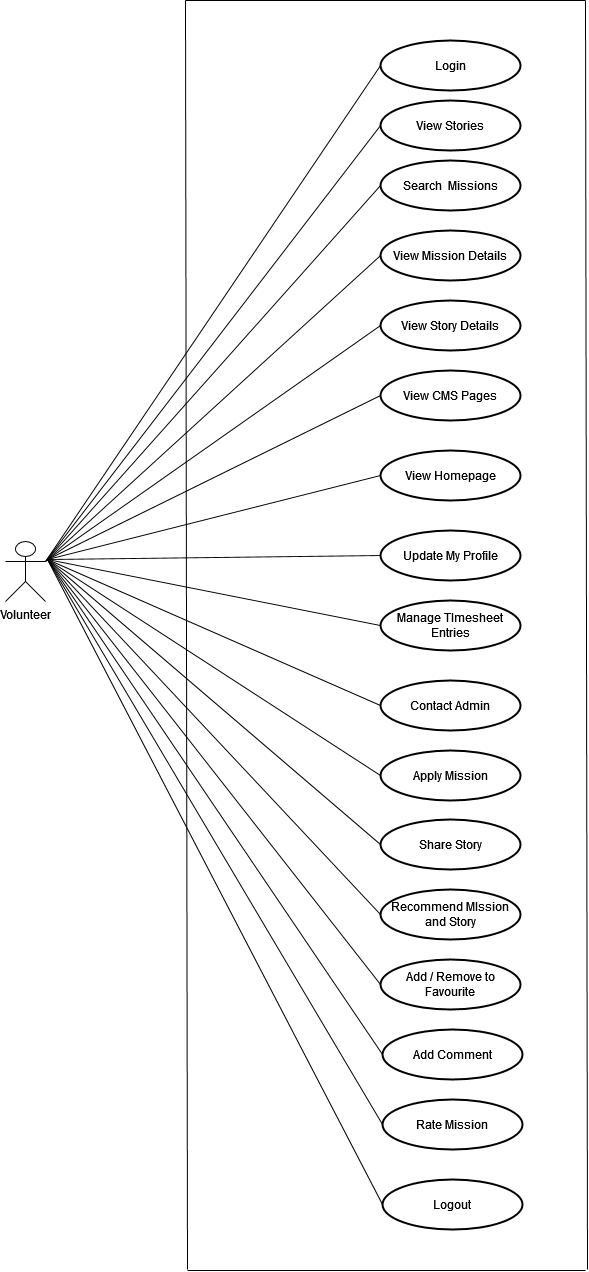 Login
View Stories
Search  Missions
View Mission Details
View Story Details
View CMS Pages
View Homepage
Update My Profile
Volunteer
Manage TImesheet
Entries
Contact Admin
Apply Mission
Share Story
Recommend MIssion
and Story
Add / Remove to
Favourite
Add Comment
Rate Mission
Logout